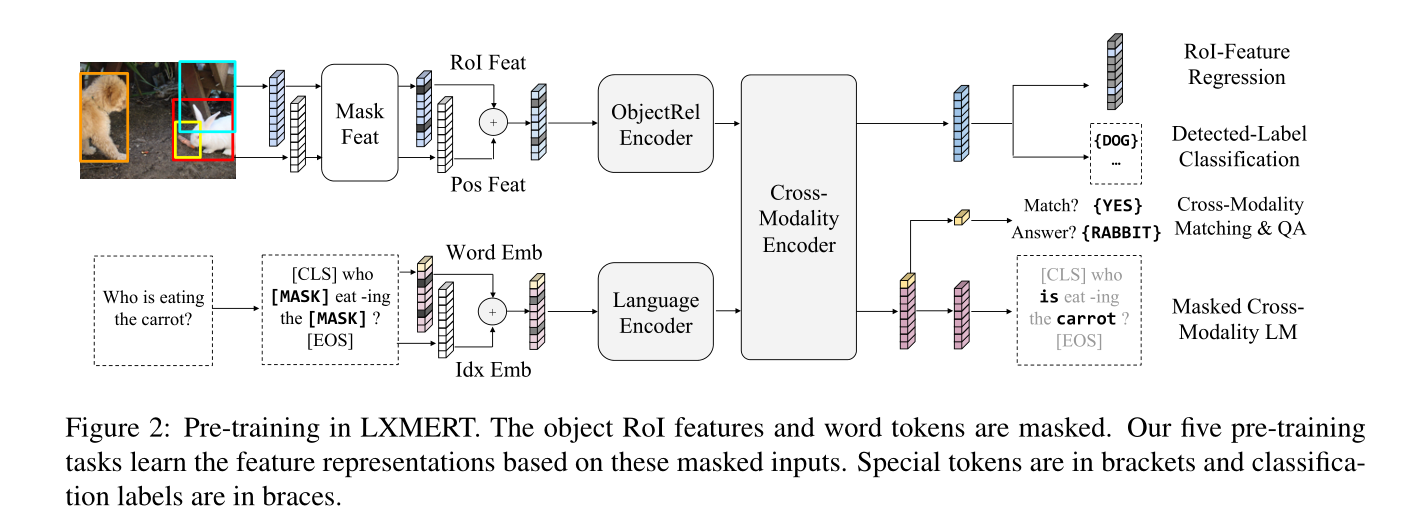 RoI Feat
Mask
Feat
+
Pos Feat
ObjectRel
Encoder
Cross-
Modality
Encoder
RoI-Feature
Regression
{DOG}
...
Detected-Label
Classification
Match? {YES}
Answer? {RABBIT}
Cross-Modality
Matching & QA
Who is eating
the carrot?
[CLS] who
[MASK] eat -ing
the [MASK] ?
[EOS]
Word Emb
+
Idx Emb
Language
Encoder
[CLS] who
is eat -ing
the carrot ?
[EOS]
Masked Cross-
Modality LM
Figure 2: Pre-training in LXMERT. The object RoI features and word tokens are masked. Our five pre-training
tasks learn the feature representations based on these masked inputs. Special tokens are in brackets and classifica-
tion labels are in braces.